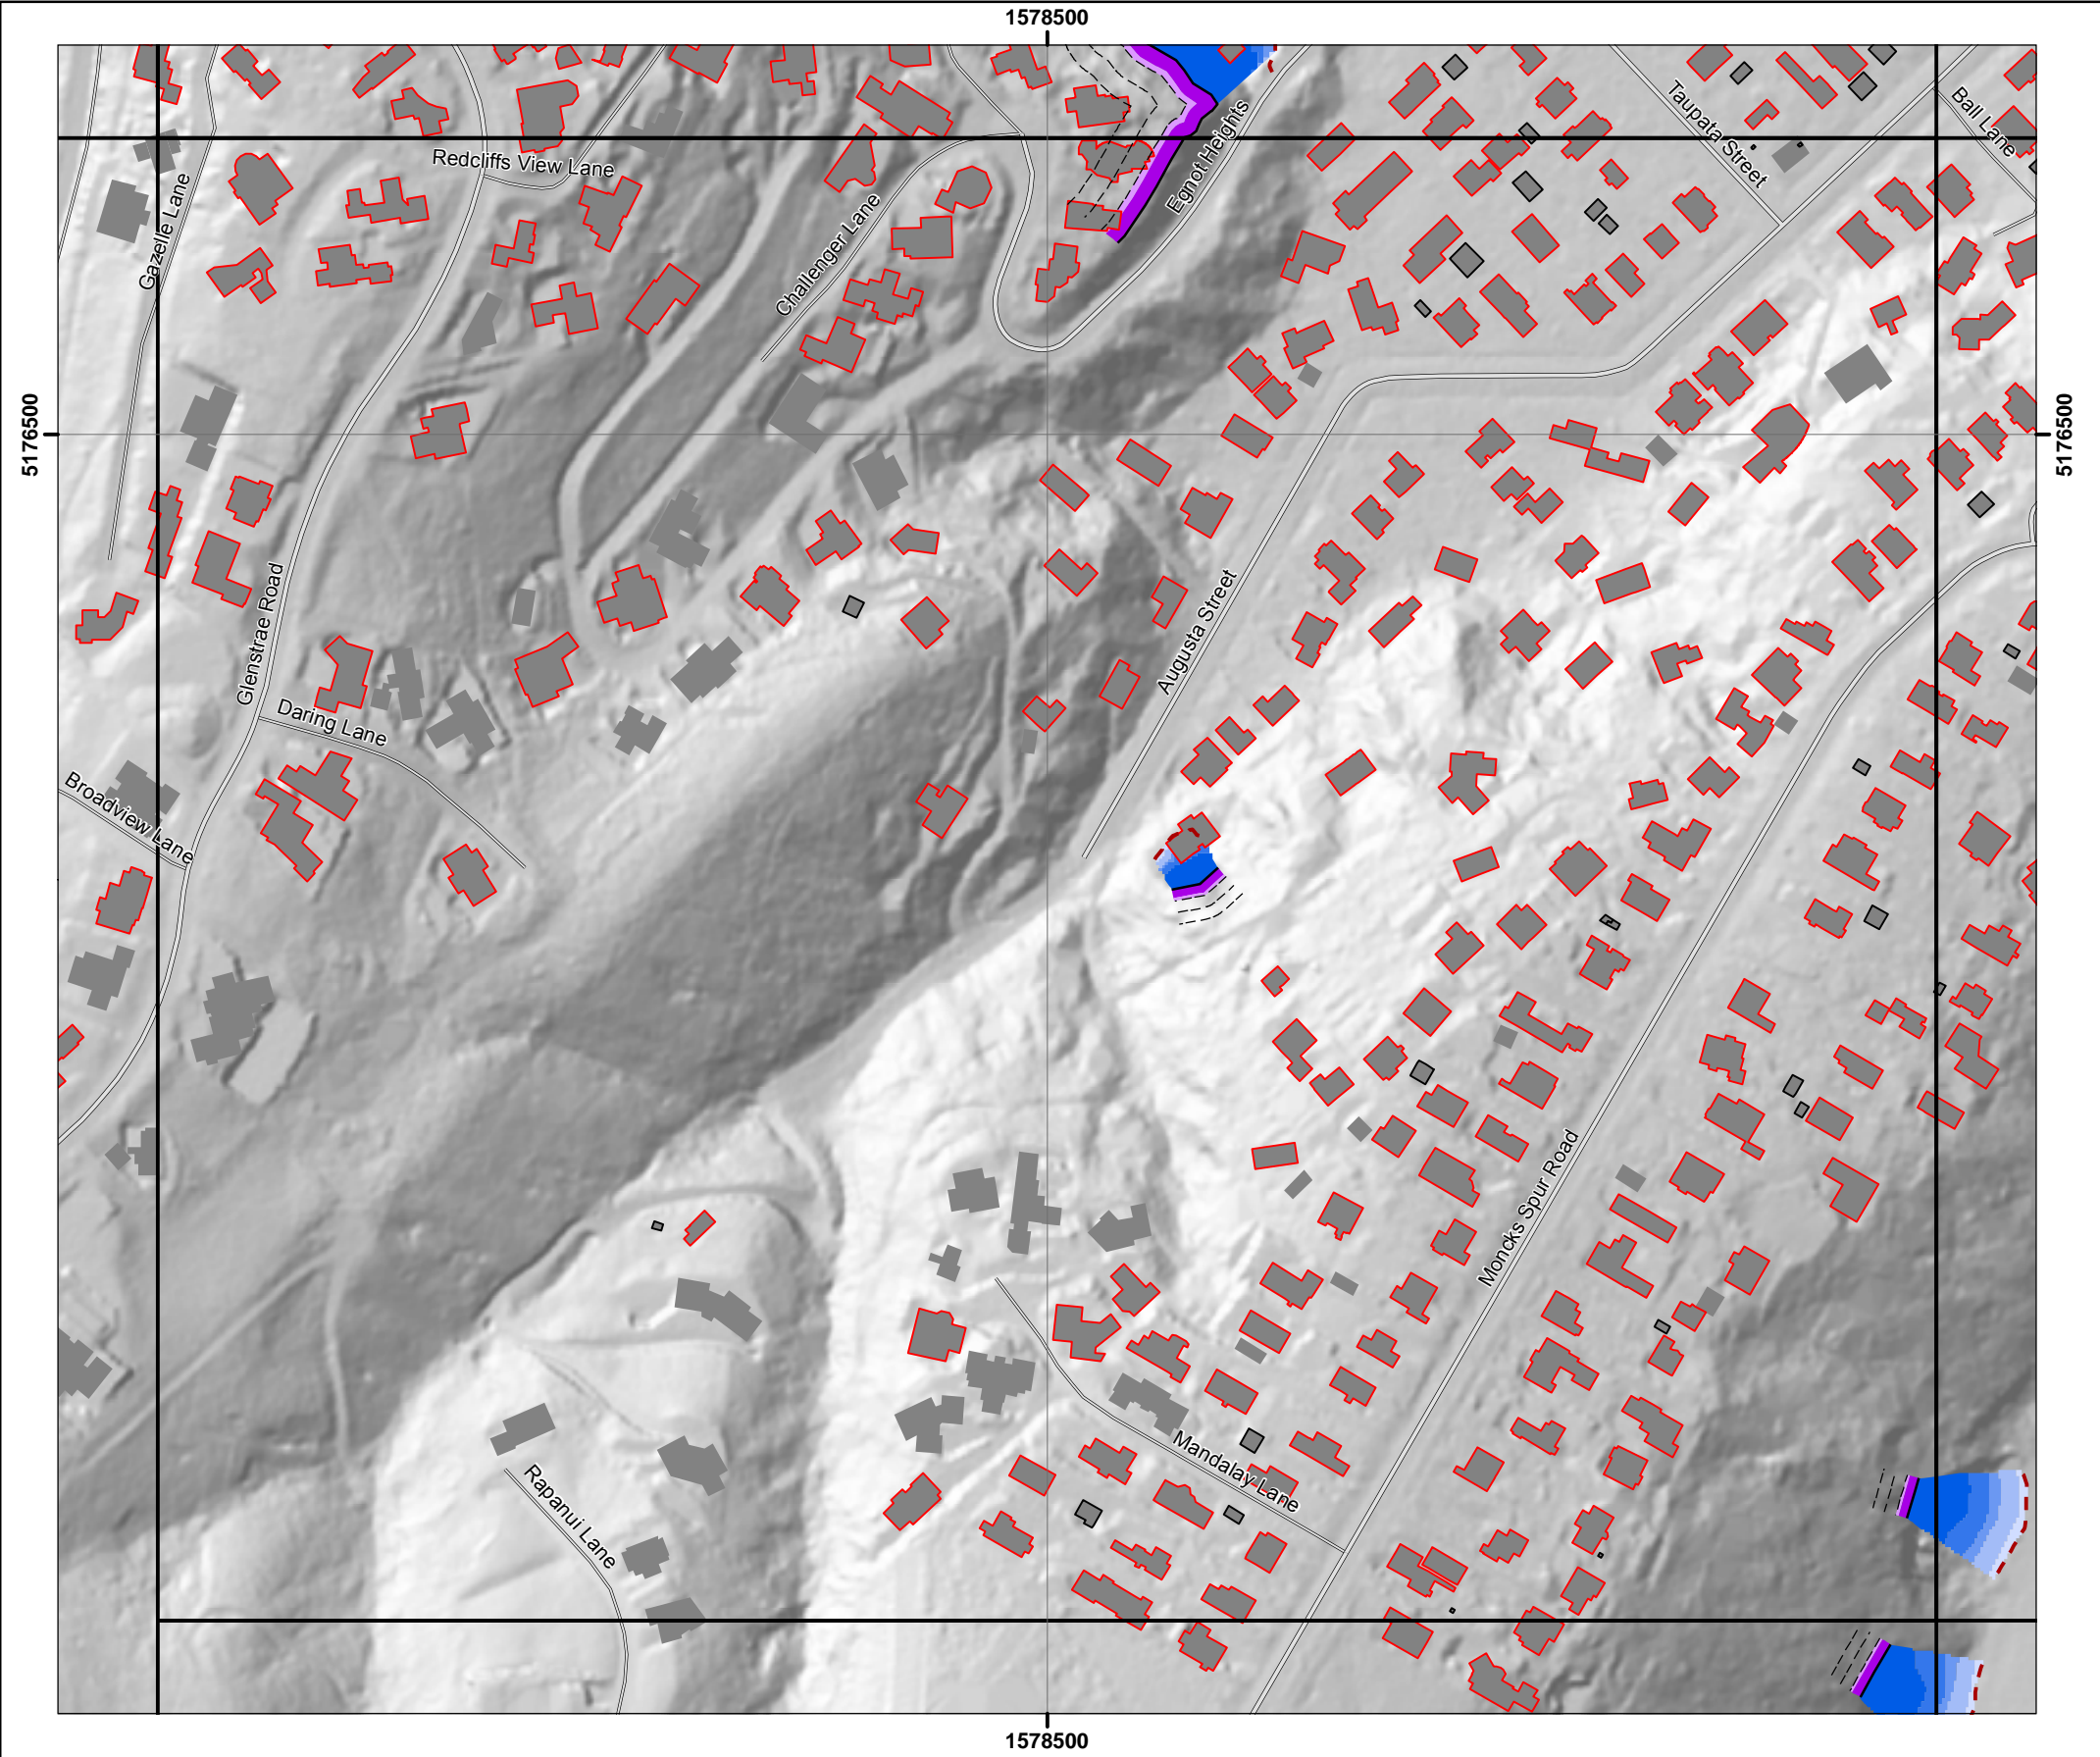 1578500
Taupata Street
Ball Lane
Redcliffs View Lane
Egnot Heights
Gazelle Lane
Challenger Lane
5176500
5176500
Glenstrae Road
Augusta Street
Daring Lane
Broadview Lane
Moncks Spur Road
Mandalay Lane
Rapanui Lane
1578500